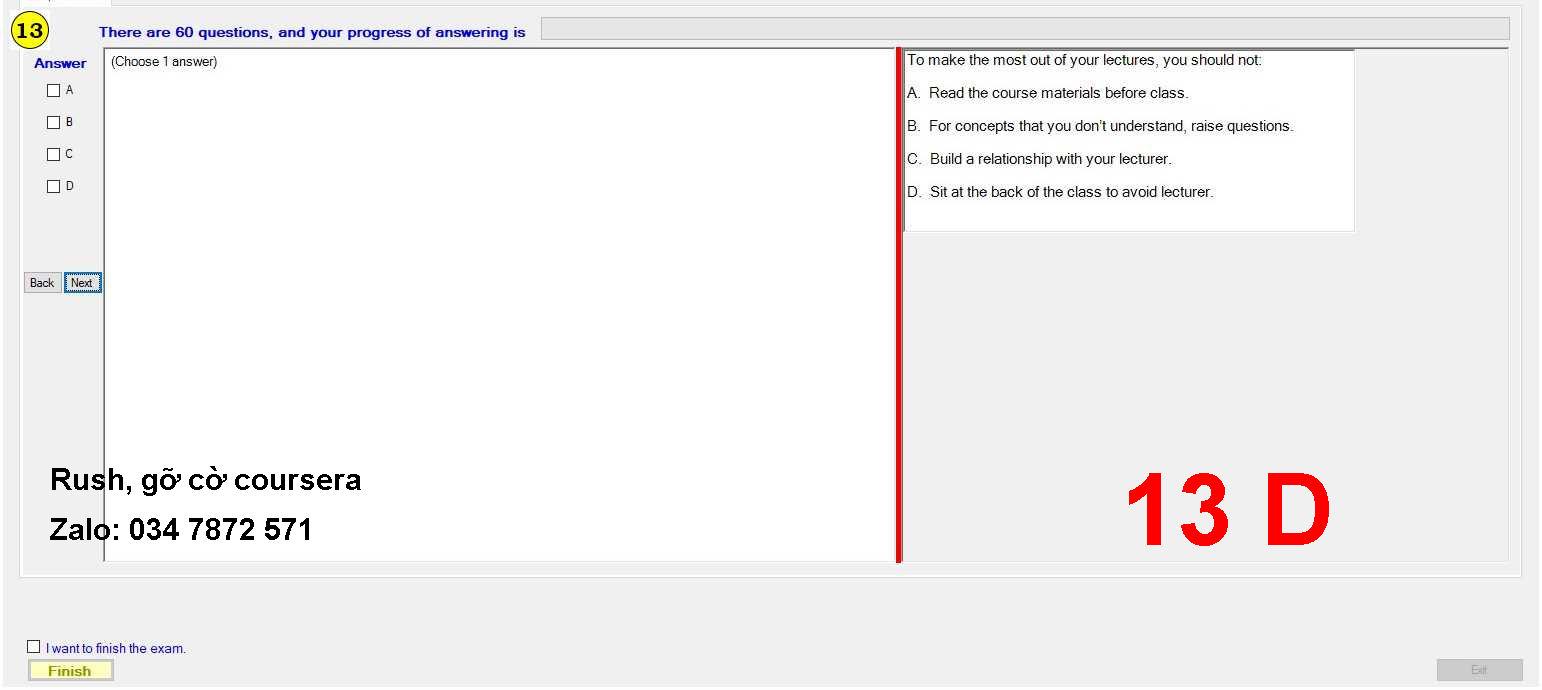 13
There are 60 questions, and your progress of answering is
Answer
(Choose 1 answer)
A
B
C
D
Back Next
To make the most out of your lectures, you should not:
A. Read the course materials before class.
B. For concepts that you don't understand, raise questions.
C. Build a relationship with your lecturer.
D. Sit at the back of the class to avoid lecturer.
Rush, gỡ cờ coursera
Zalo: 034 7872 571
13 D
I want to finish the exam.
Finish
Exit